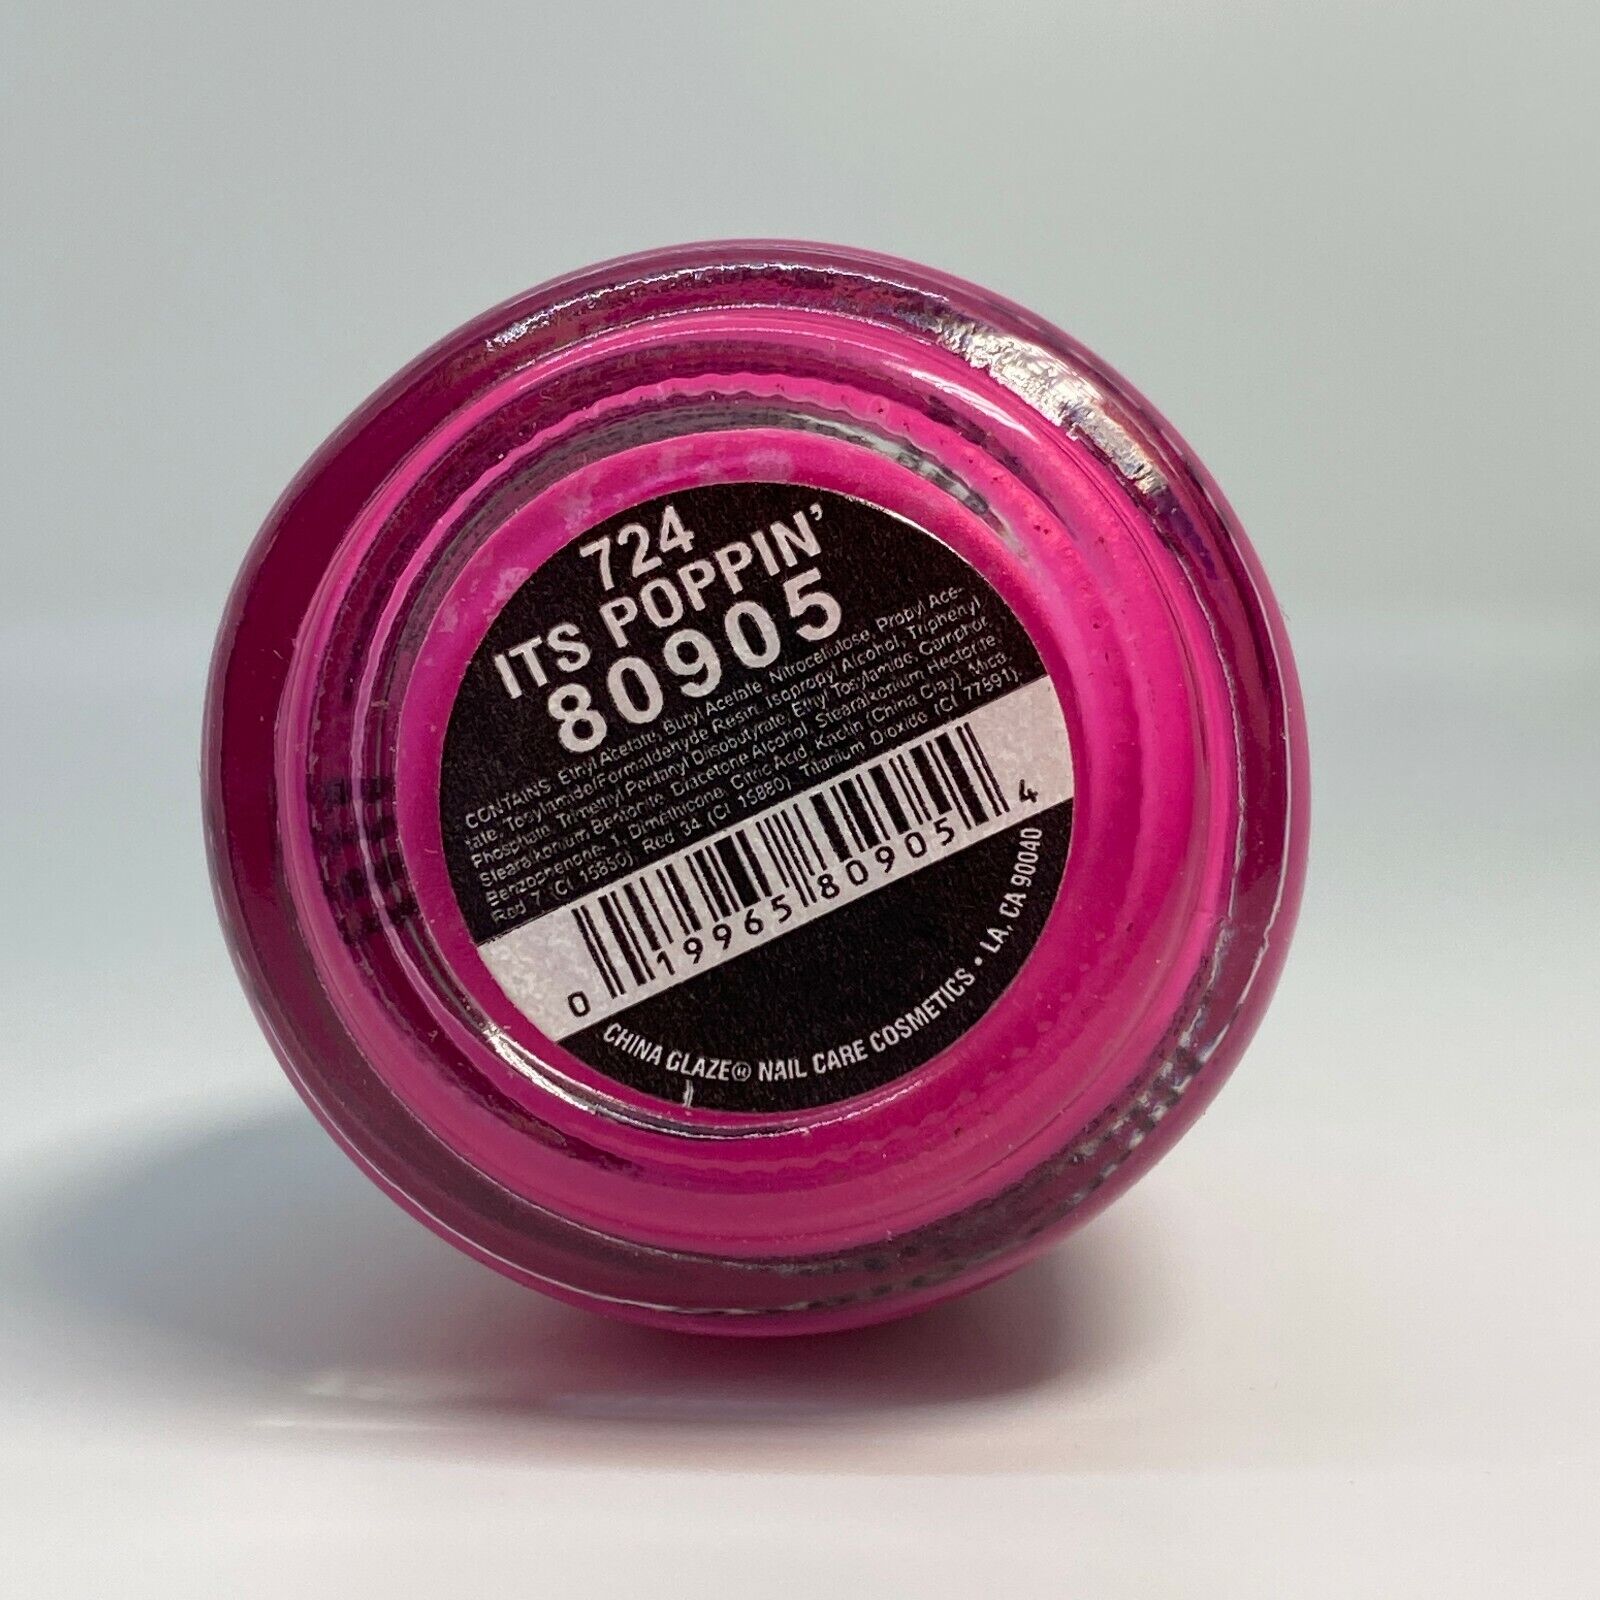 724
ITS POPPIN'
80905
CONTAINS: Ethyl Acetate, Butyl Acetate, Nitrocellulose, Propyl Ace-
tate, Tosylamide/Formaldehyde Resin, Isopropyl Alcohol, Triphenyl
Phosphate, Trimethyl Pentanyl Diisobutyrate, Ethyl Tosylamide, Camphor,
Stearalkonium Bentonite, Diacetone Alcohol, Stearalkonium Hectorite,
Benzophenone- 1, Dimethicone, Citric Acid, Kaolin (China Clay), Mica,
Red 7 (CI 15850), Red 34 (CI 15880), Titanium Dioxide (CI 77891).
0 19965 80905 4
CHINA GLAZE® NAIL CARE COSMETICS • LA, CA 90040